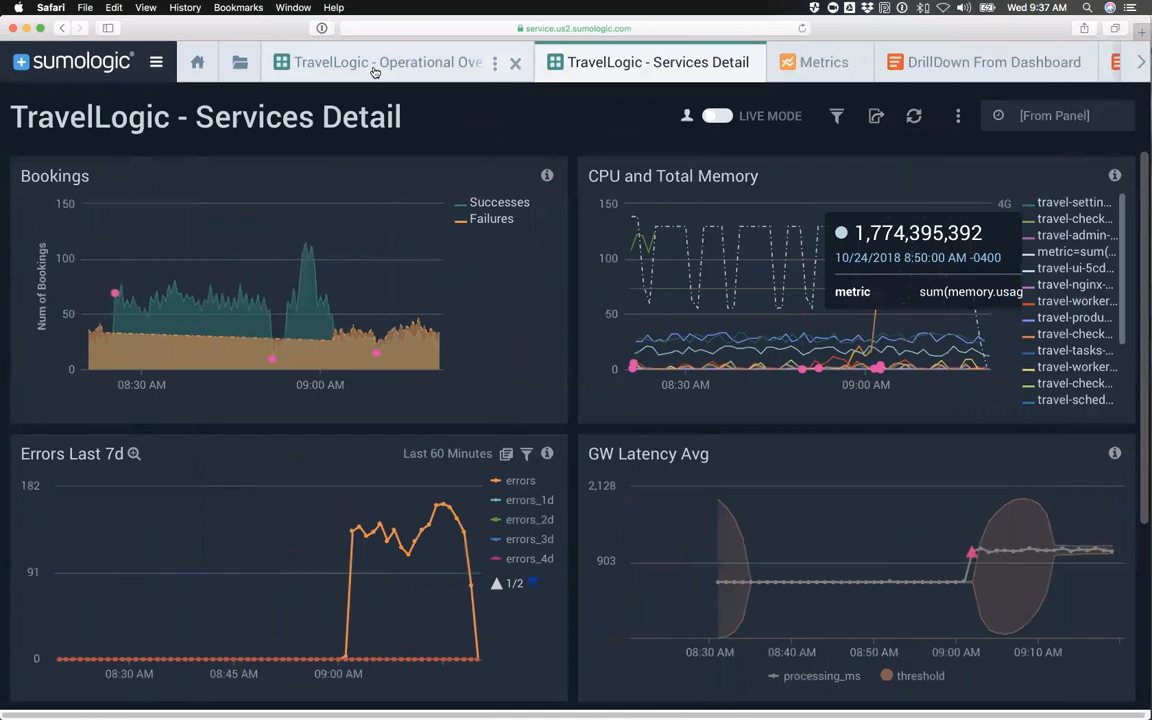 Safari File Edit View History Bookmarks Window Help Wed 9:37 AM
service.us2.sumologic.com
sumologic TravelLogic - Operational Ove TravelLogic - Services Detail Metrics DrillDown From Dashboard
TravelLogic - Services Detail LIVE MODE [From Panel]
Bookings
150
100
50
0
Num of Bookings
08:30 AM 09:00 AM
Successes
Failures
CPU and Total Memory
150 4G
100
50
0
08:30 AM 09:00 AM
1,774,395,392
10/24/2018 8:50:00 AM -0400
metric sum(memory.usag
travel-settin...
travel-check...
travel-admin-...
metric=sum(...
travel-ui-5cd...
travel-nginx-...
travel-worker...
travel-produ...
travel-check...
travel-tasks-...
travel-worker...
travel-check...
travel-sched...
Errors Last 7d Last 60 Minutes
182
91
0
08:30 AM 08:45 AM 09:00 AM
errors
errors_1d
errors_2d
errors_3d
errors_4d
1/2
GW Latency Avg
2,128
903
08:30 AM 08:40 AM 08:50 AM 09:00 AM 09:10 AM
processing_ms threshold